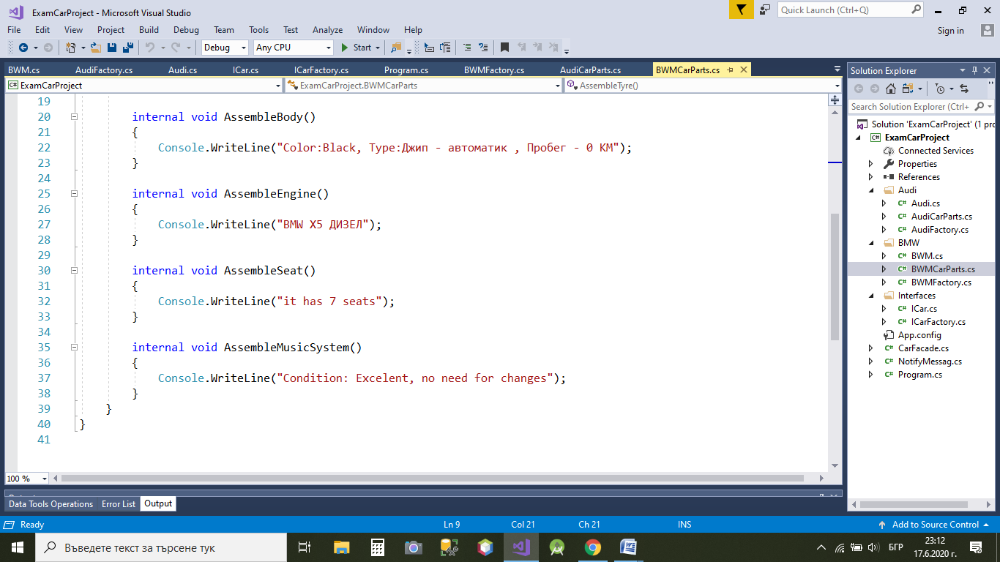 ExamCarProject - Microsoft Visual Studio
Quick Launch (Ctrl+Q)
File Edit View Project Build Debug Team Tools Test Analyze Window Help
Sign in
Debug Any CPU Start
BWM.cs AudiFactory.cs Audi.cs ICar.cs ICarFactory.cs Program.cs BWMFactory.cs AudiCarParts.cs BWMCarParts.cs
ExamCarProject ExamCarProject.BWMCarParts AssembleTyre()
19
20 internal void AssembleBody()
21 {
22 Console.WriteLine("Color:Black, Type:Джип - автоматик , Пробег - 0 КМ");
23 }
24
25 internal void AssembleEngine()
26 {
27 Console.WriteLine("BMW X5 ДИЗЕЛ");
28 }
29
30 internal void AssembleSeat()
31 {
32 Console.WriteLine("it has 7 seats");
33 }
34
35 internal void AssembleMusicSystem()
36 {
37 Console.WriteLine("Condition: Excelent, no need for changes");
38 }
39 }
40 }
41
100 %
Solution Explorer
Search Solution Explorer (Ctrl+
Solution 'ExamCarProject' (1 pro
C# ExamCarProject
Connected Services
Properties
References
Audi
C# Audi.cs
C# AudiCarParts.cs
C# AudiFactory.cs
BMW
C# BWM.cs
C# BWMCarParts.cs
C# BWMFactory.cs
Interfaces
C# ICar.cs
C# ICarFactory.cs
App.config
C# CarFacade.cs
C# NotifyMessag.cs
C# Program.cs
Data Tools Operations Error List Output
Ready Ln 9 Col 21 Ch 21 INS Add to Source Control
Въведете текст за търсене тук
БГР
23:12
17.6.2020 г.